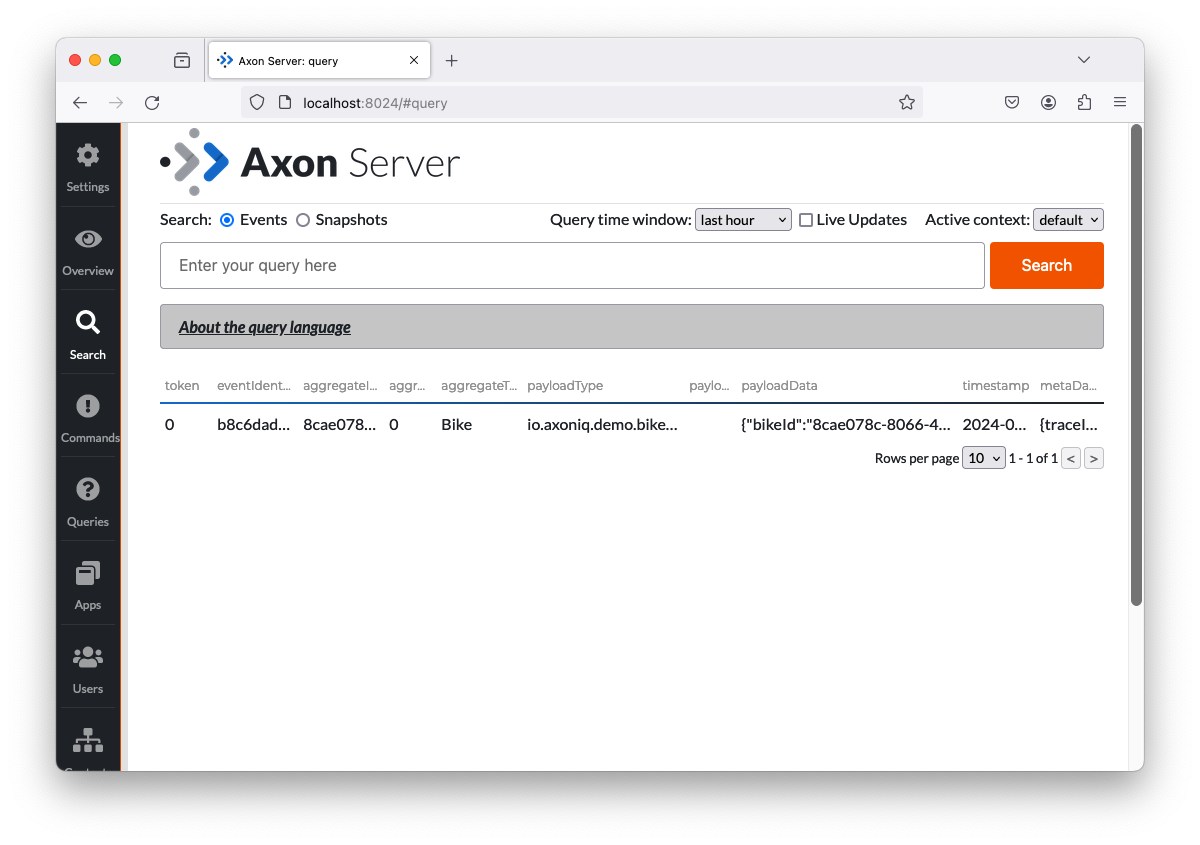 Axon Server: query
localhost:8024/#query
Settings
Overview
Search
Commands
Queries
Apps
Users
Axon Server
Search: Events Snapshots Query time window: last hour Live Updates Active context: default
Enter your query here Search
About the query language
token eventIdent... aggregateI... aggr... aggregateT... payloadType paylo... payloadData timestamp metaDa...
0 b8c6dad... 8cae078... 0 Bike io.axoniq.demo.bike... {"bikeId":"8cae078c-8066-4... 2024-0... {traceI...
Rows per page 10 1 - 1 of 1 < >